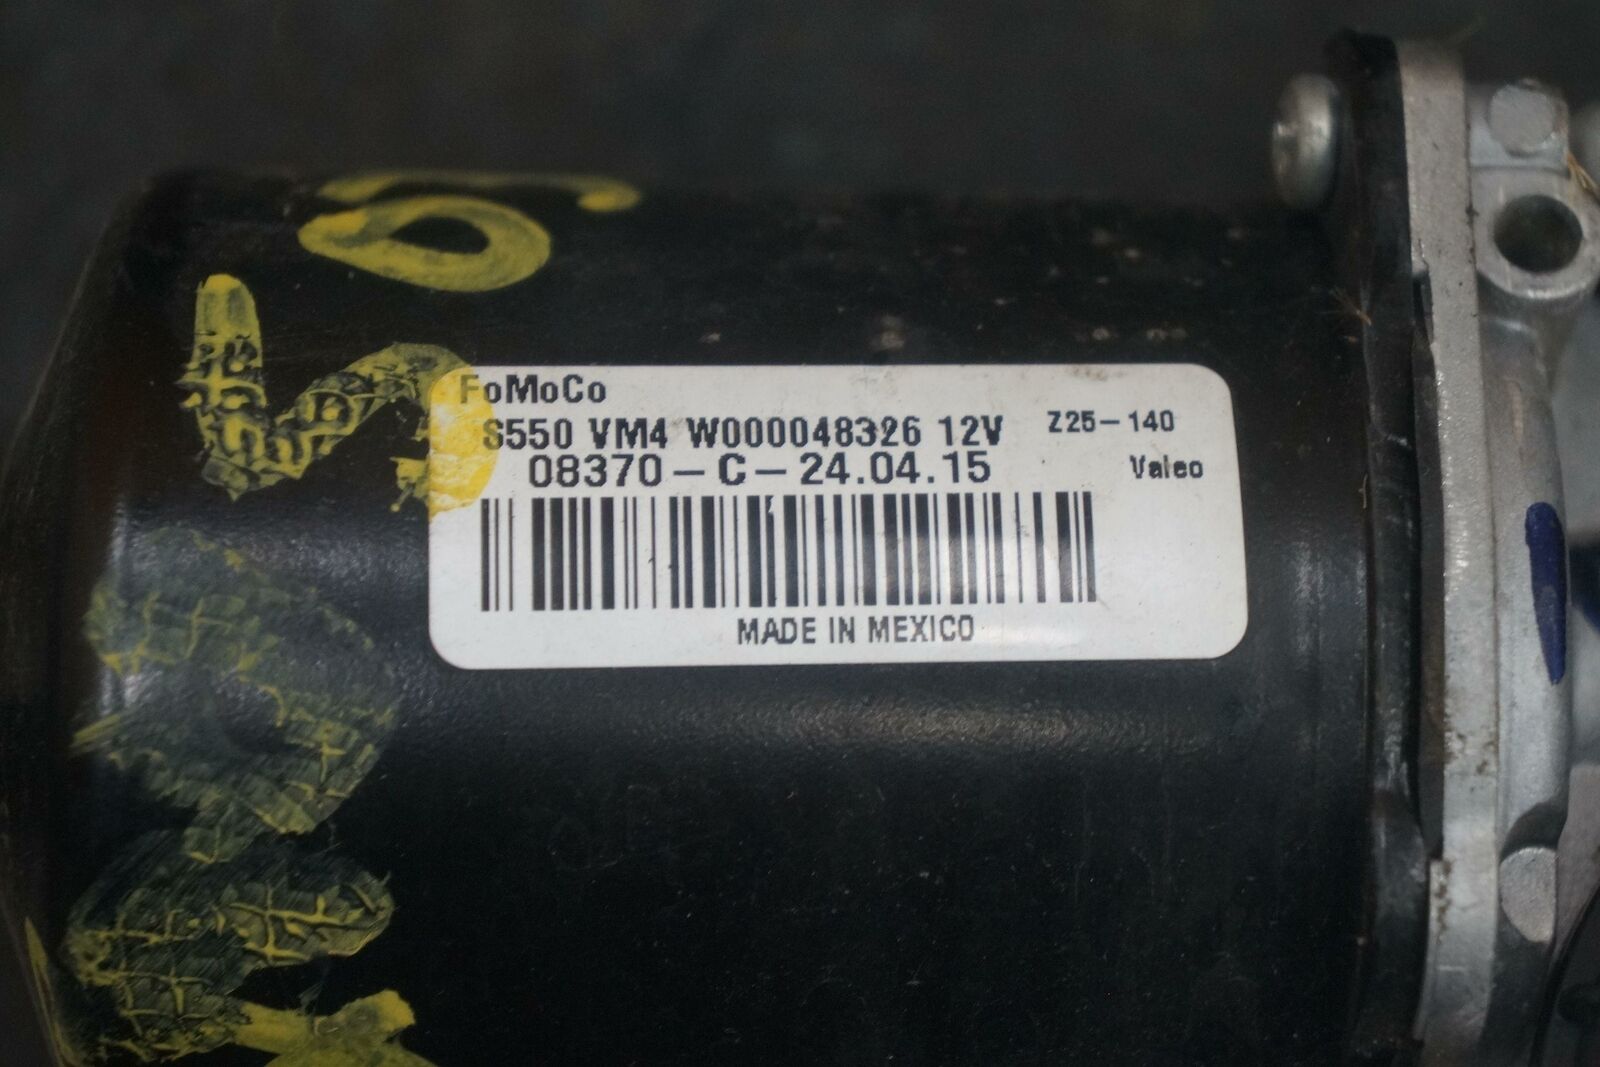 FoMoCo
S550 VM4 W000048326 12V Z25-140
08370-C-24.04.15 Valeo
MADE IN MEXICO